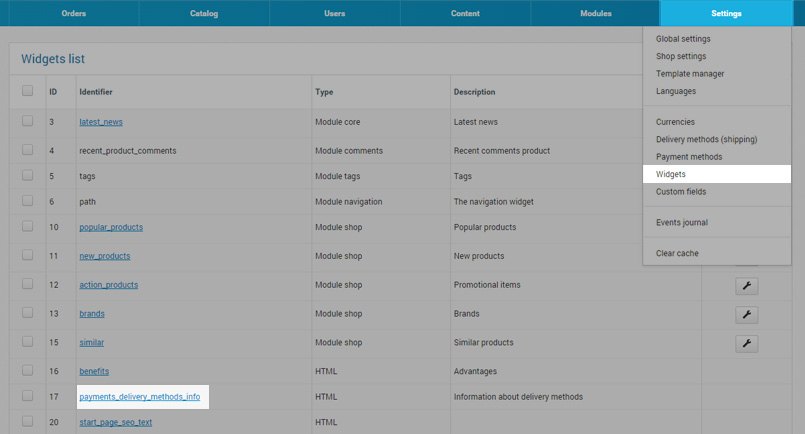 Orders Catalog Users Content Modules Settings
Widgets list
ID Identifier Type Description
3 latest_news Module core Latest news
4 recent_product_comments Module comments Recent comments product
5 tags Module tags Tags
6 path Module navigation The navigation widget
10 popular_products Module shop Popular products
11 new_products Module shop New products
12 action_products Module shop Promotional items
13 brands Module shop Brands
15 similar Module shop Similar products
16 benefits HTML Advantages
17 payments_delivery_methods_info HTML Information about delivery methods
20 start_page_seo_text HTML
Global settings
Shop settings
Template manager
Languages
Currencies
Delivery methods (shipping)
Payment methods
Widgets
Custom fields
Events journal
Clear cache